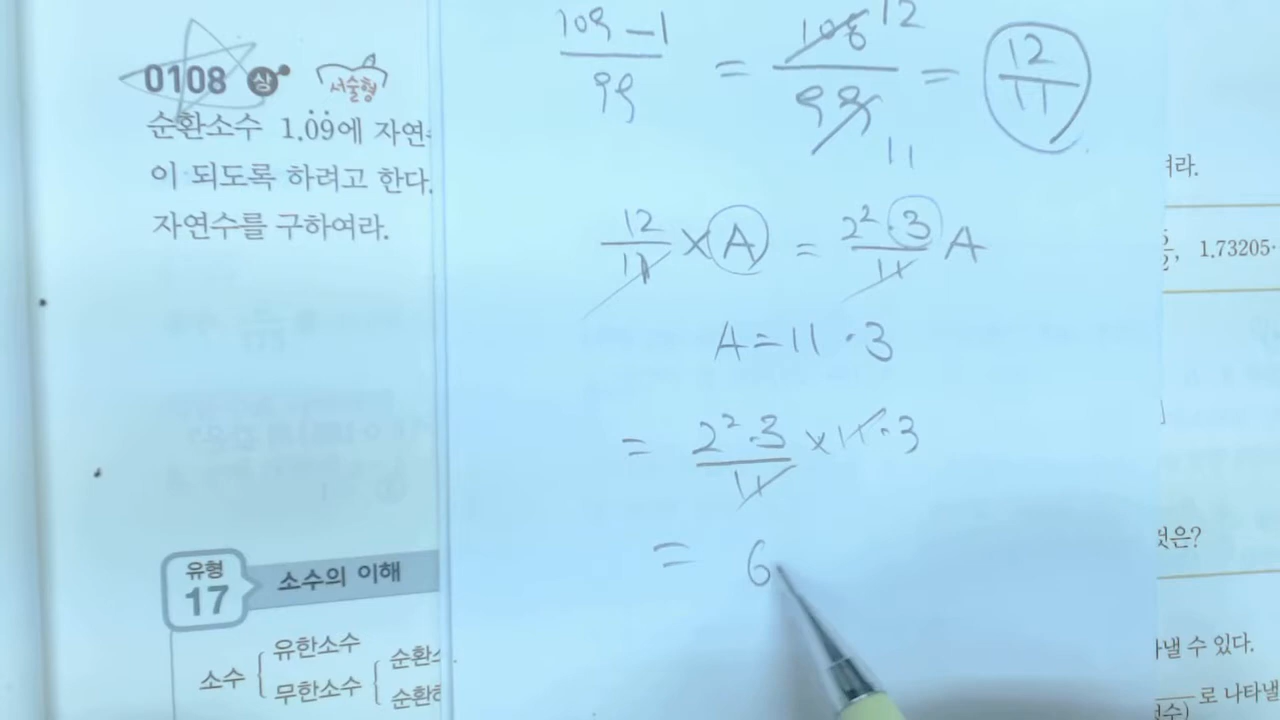 0108 상 서술형
순환소수 1.0̇9̇에 자연
이 되도록 하려고 한다.
자연수를 구하여라.
유형
17 소수의 이해
소수 유한소수
무한소수 순환
순환
109-1 / 99 = 108 12 / 99 11 = 12/11
12/11 × A = 2²·3/11 A
A=11·3
= 2²·3/11 ×11·3
= 6
여라.
2, 1.73205·
것은?
낼 수 있다.
로 나타낼